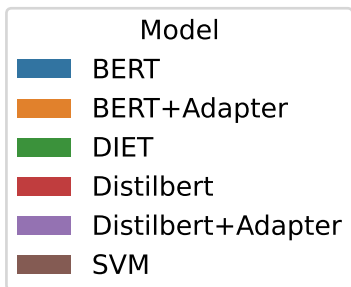 Model
BERT
BERT+Adapter
DIET
Distilbert
Distilbert+Adapter
SVM